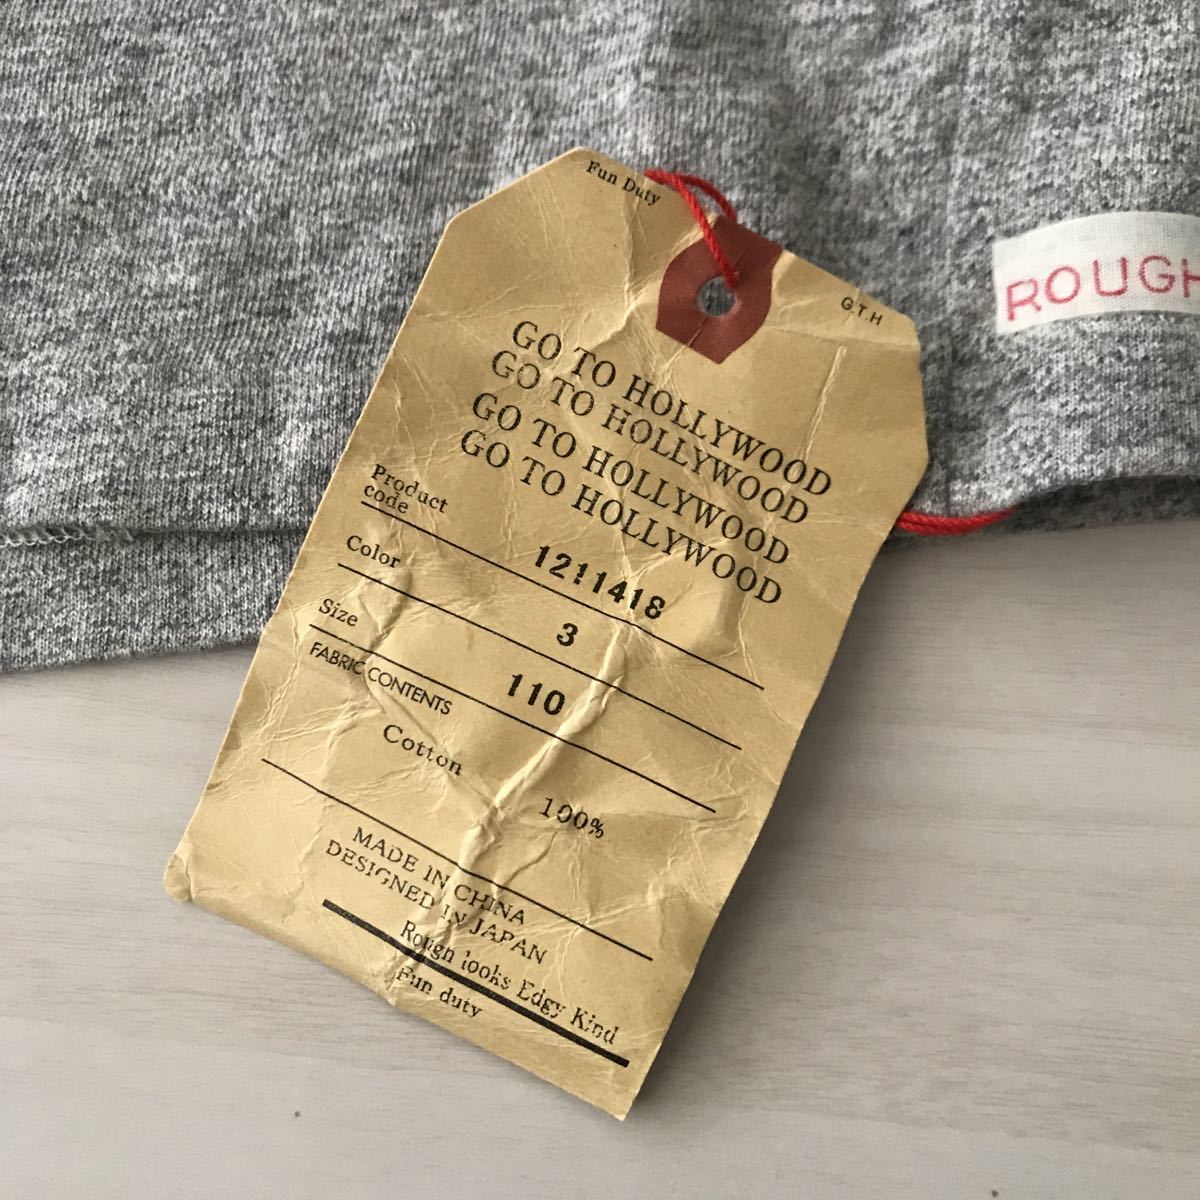 Fun Duty
G.T.H
ROUGH
GO TO HOLLYWOOD
GO TO HOLLYWOOD
GO TO HOLLYWOOD
GO TO HOLLYWOOD
Product
code
1211418
Color
3
Size
110
FABRIC CONTENTS
Cotton
100%
MADE IN CHINA
DESIGNED IN JAPAN
Rough looks Edgy Kind
Fun duty